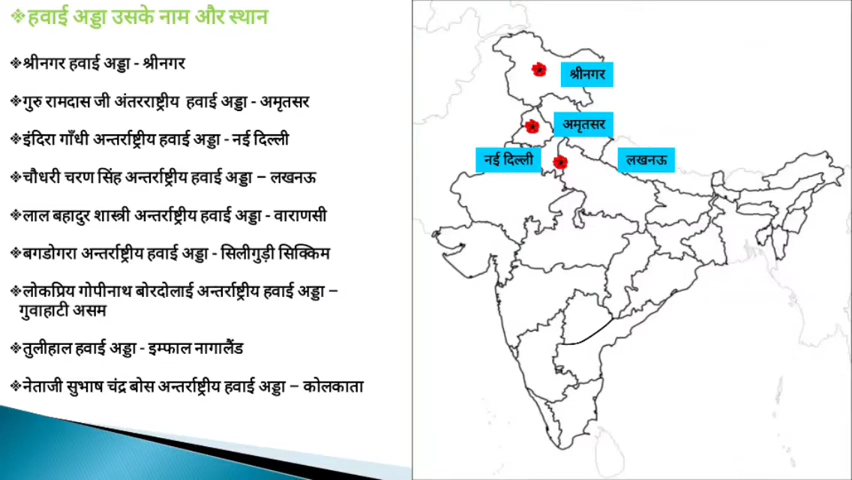 ❖हवाई अड्डा उसके नाम और स्थान
❖श्रीनगर हवाई अड्डा - श्रीनगर
❖गुरु रामदास जी अंतरराष्ट्रीय हवाई अड्डा - अमृतसर
❖इंदिरा गाँधी अन्तर्राष्ट्रीय हवाई अड्डा - नई दिल्ली
❖चौधरी चरण सिंह अन्तर्राष्ट्रीय हवाई अड्डा – लखनऊ
❖लाल बहादुर शास्त्री अन्तर्राष्ट्रीय हवाई अड्डा - वाराणसी
❖बगडोगरा अन्तर्राष्ट्रीय हवाई अड्डा - सिलीगुड़ी सिक्किम
❖लोकप्रिय गोपीनाथ बोरदोलाई अन्तर्राष्ट्रीय हवाई अड्डा –
गुवाहाटी असम
❖तुलीहाल हवाई अड्डा - इम्फाल नागालैंड
❖नेताजी सुभाष चंद्र बोस अन्तर्राष्ट्रीय हवाई अड्डा – कोलकाता
श्रीनगर
अमृतसर
नई दिल्ली
लखनऊ